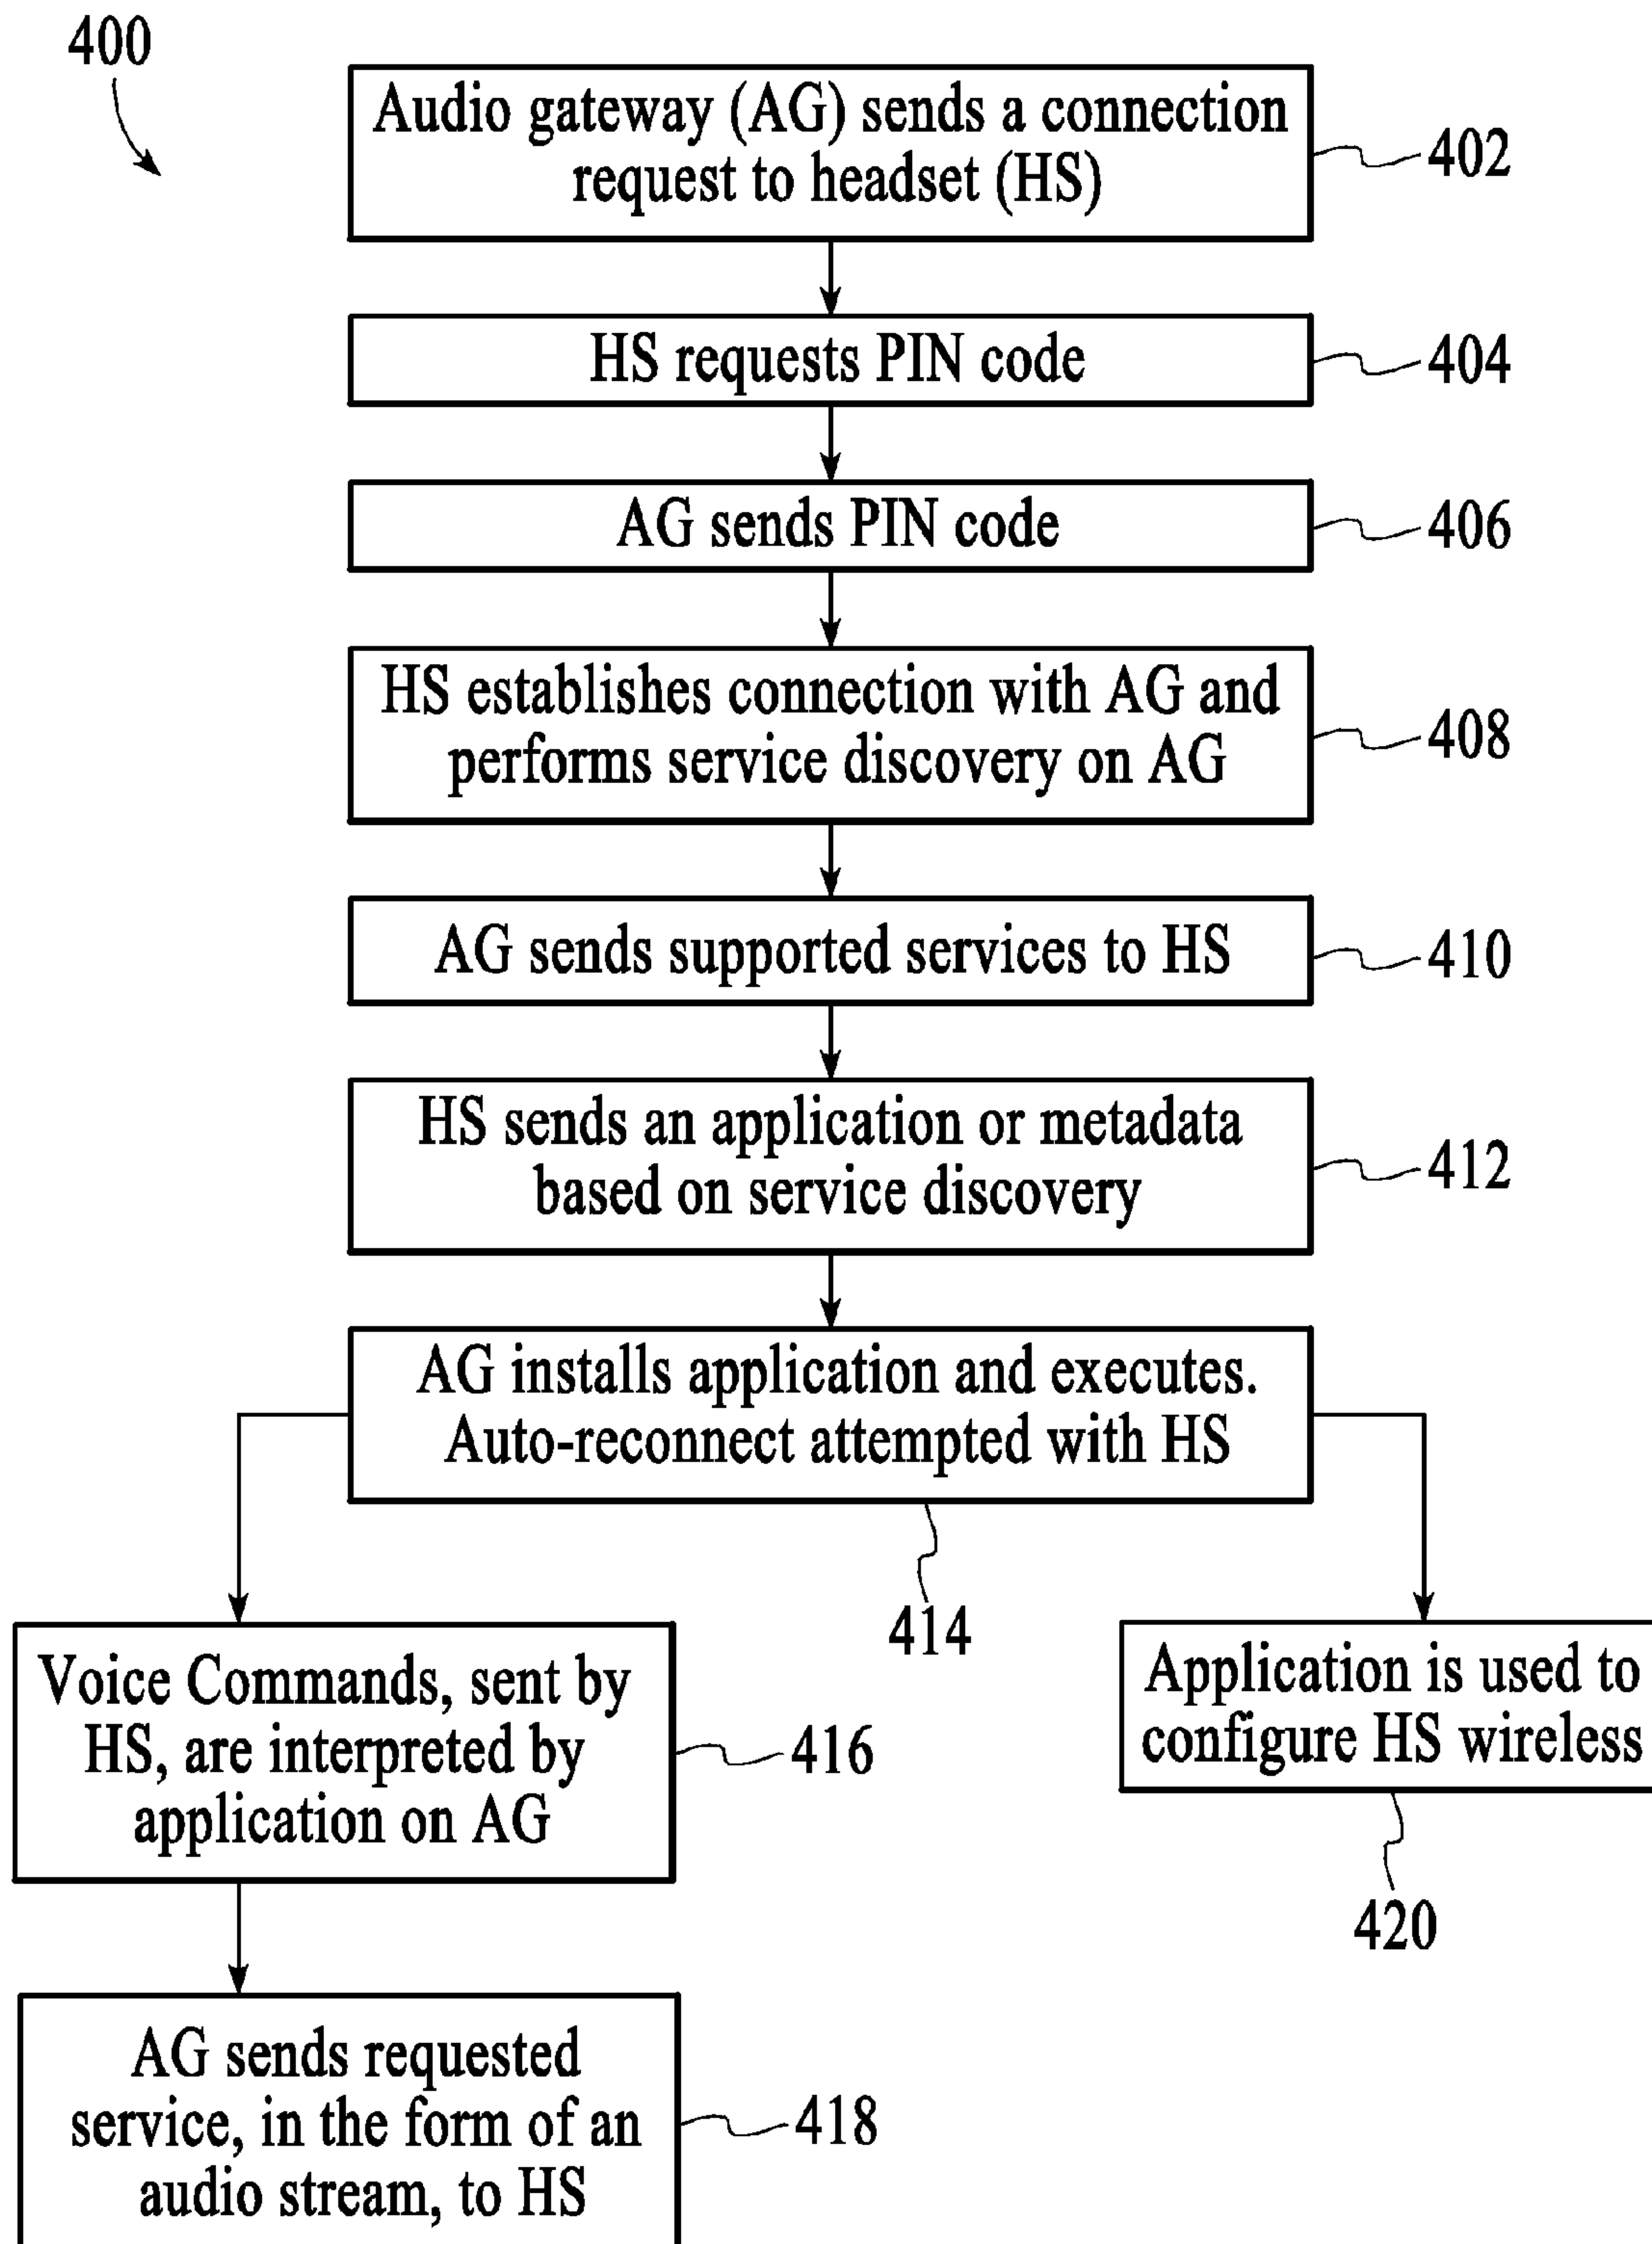 400
Audio gateway (AG) sends a connection
request to headset (HS)
402
HS requests PIN code
404
AG sends PIN code
406
HS establishes connection with AG and
performs service discovery on AG
408
AG sends supported services to HS
410
HS sends an application or metadata
based on service discovery
412
AG installs application and executes.
Auto-reconnect attempted with HS
414
Voice Commands, sent by
HS, are interpreted by
application on AG
416
Application is used to
configure HS wireless
420
AG sends requested
service, in the form of an
audio stream, to HS
418